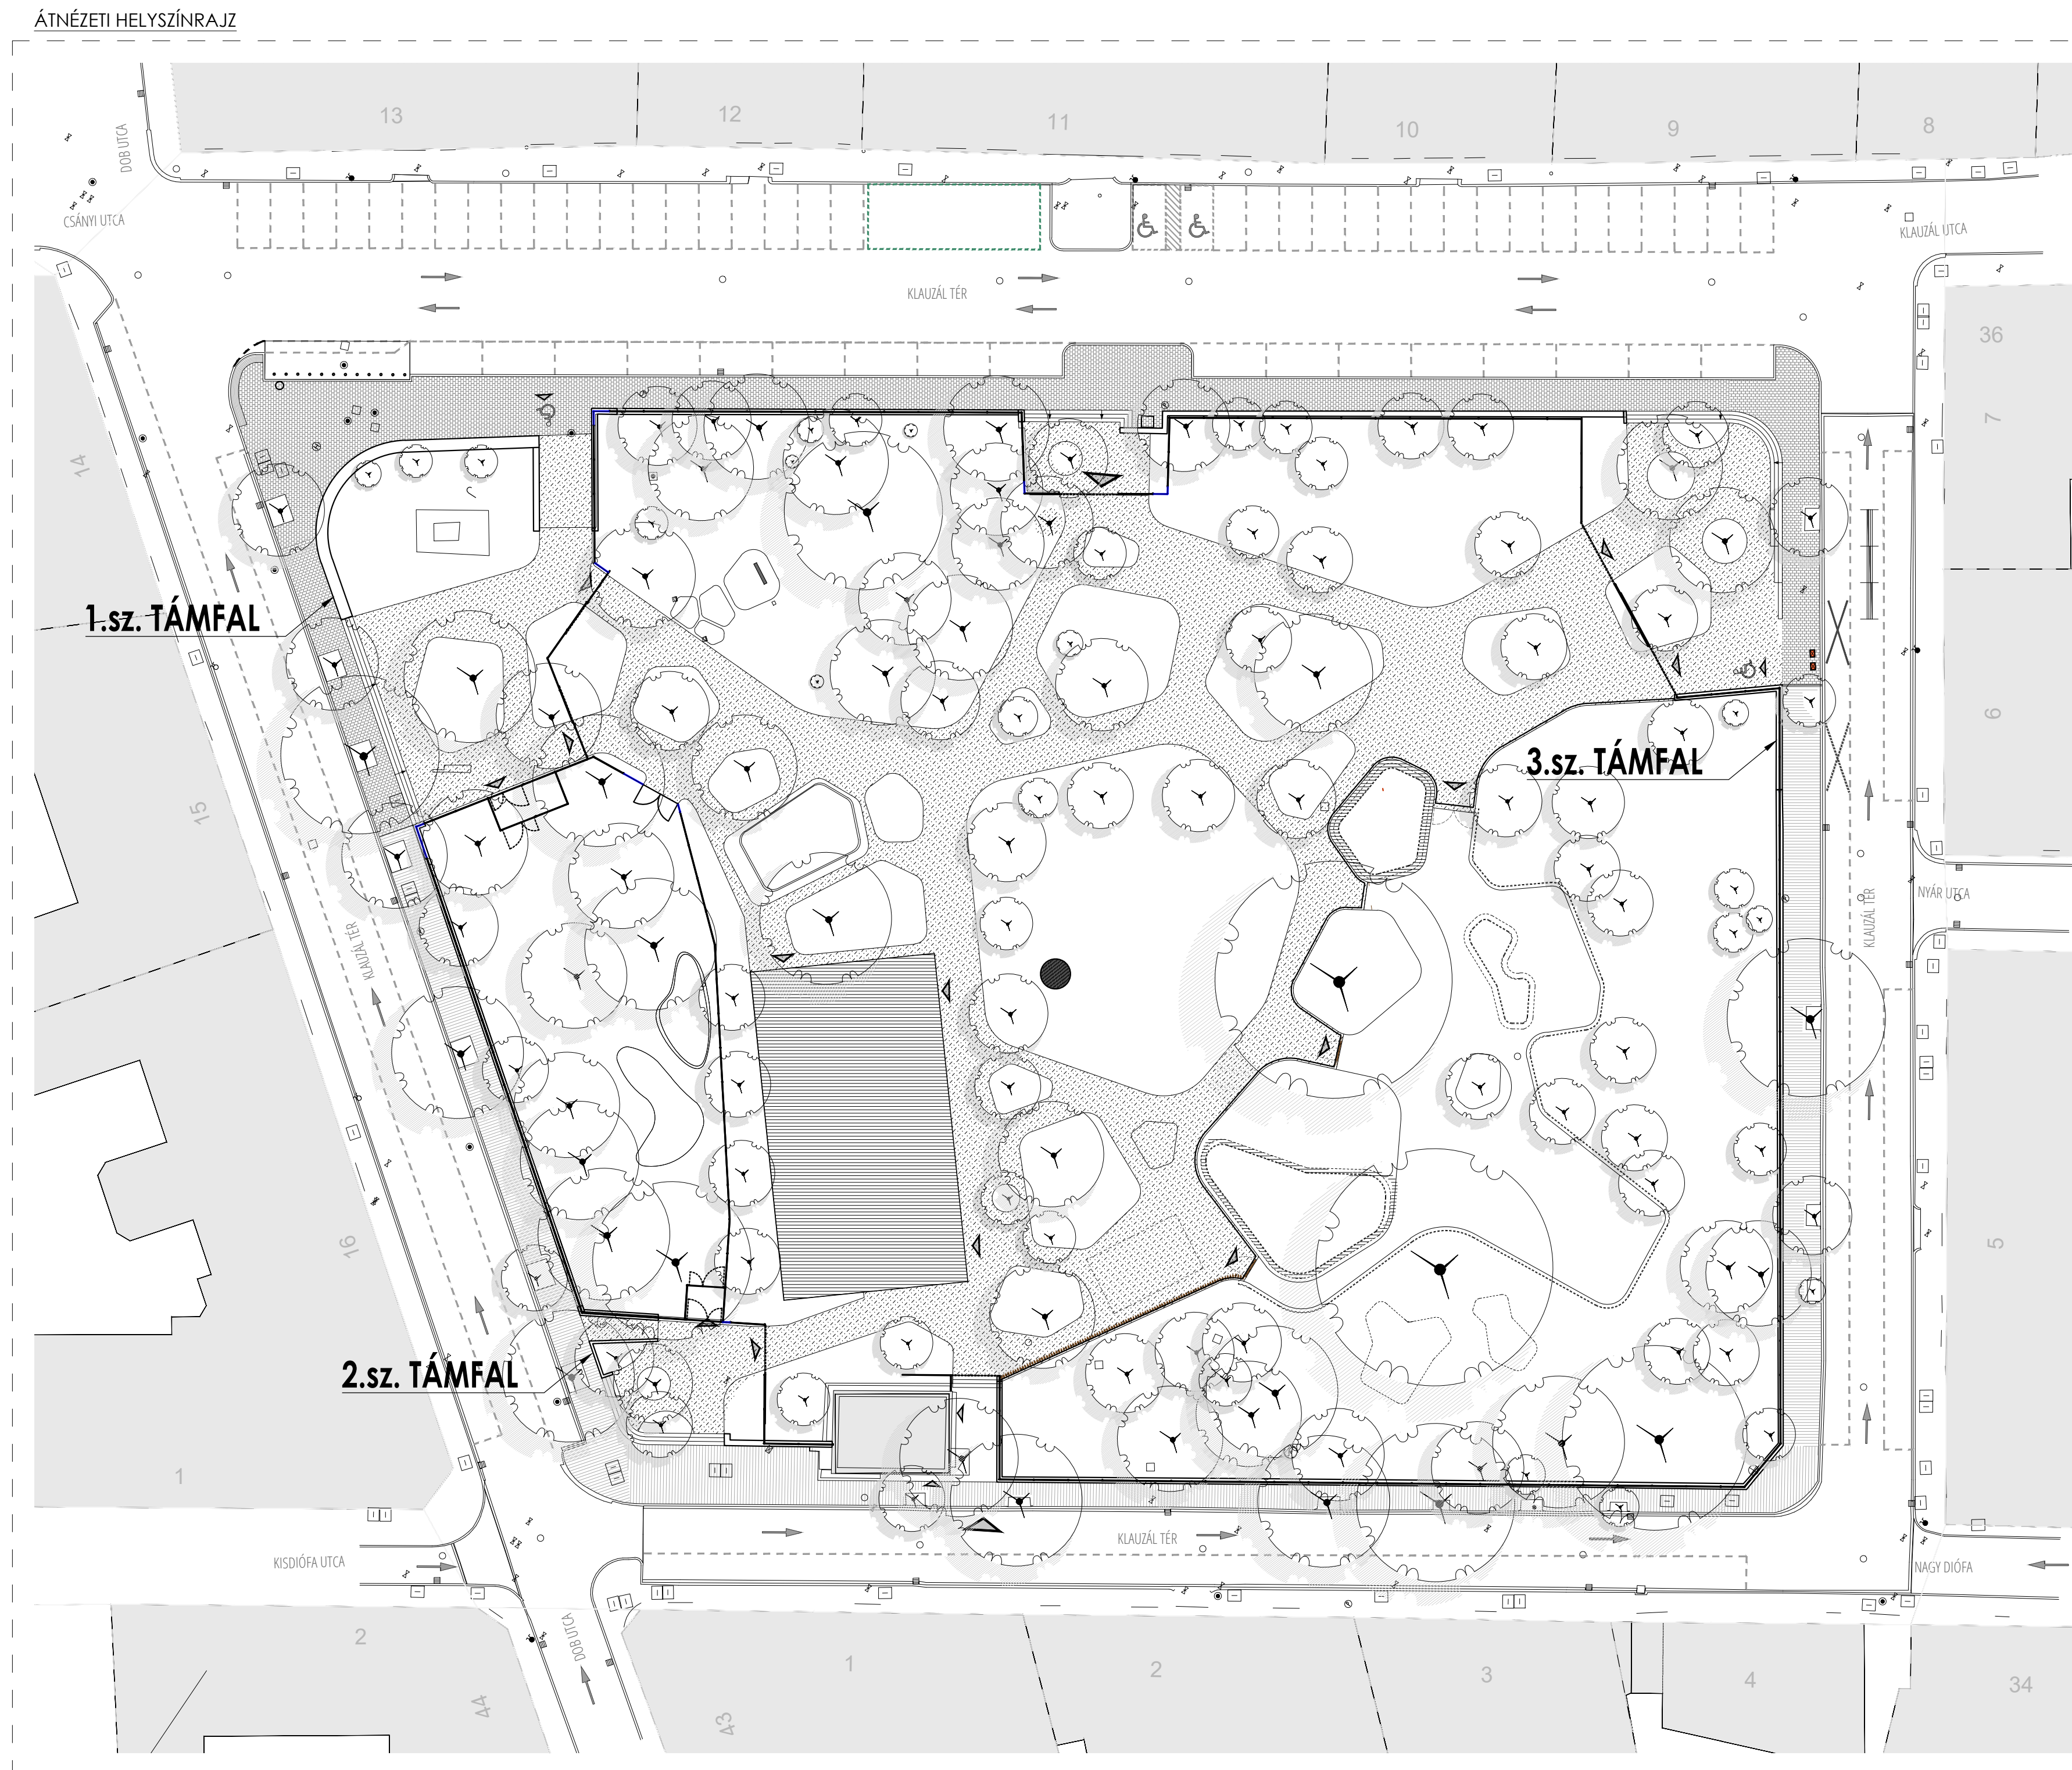 ÁTNÉZETI HELYSZÍNRAJZ
13
12
11
10
9
8
DOB UTCA
CSÁNYI UTCA
KLAUZÁL UTCA
KLAUZÁL TÉR
36
7
14
1.sz. TÁMFAL
6
3.sz. TÁMFAL
15
KLAUZÁL TÉR
KLAUZÁL TÉR
NYÁR UTCA
16
5
2.sz. TÁMFAL
1
KISDIÓFA UTCA
KLAUZÁL TÉR
NAGY DIÓFA
DOB UTCA
2
1
2
3
4
34
44
43